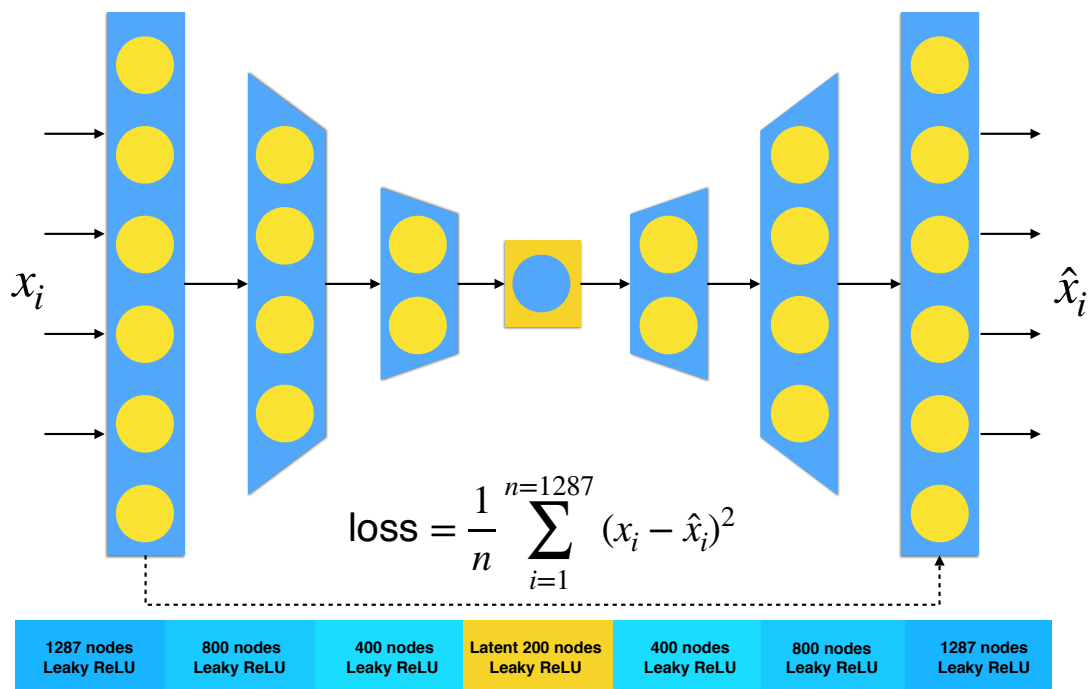 x_i
x̂_i
loss = \frac{1}{n} \sum_{i=1}^{n=1287} (x_i − x̂_i)^2
1287 nodes
Leaky ReLU
800 nodes
Leaky ReLU
400 nodes
Leaky ReLU
Latent 200 nodes
Leaky ReLU
400 nodes
Leaky ReLU
800 nodes
Leaky ReLU
1287 nodes
Leaky ReLU